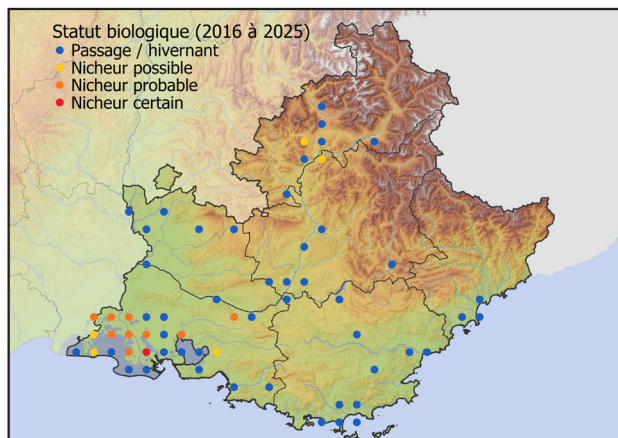 Statut biologique (2016 à 2025)
Passage / hivernant
Nicheur possible
Nicheur probable
Nicheur certain